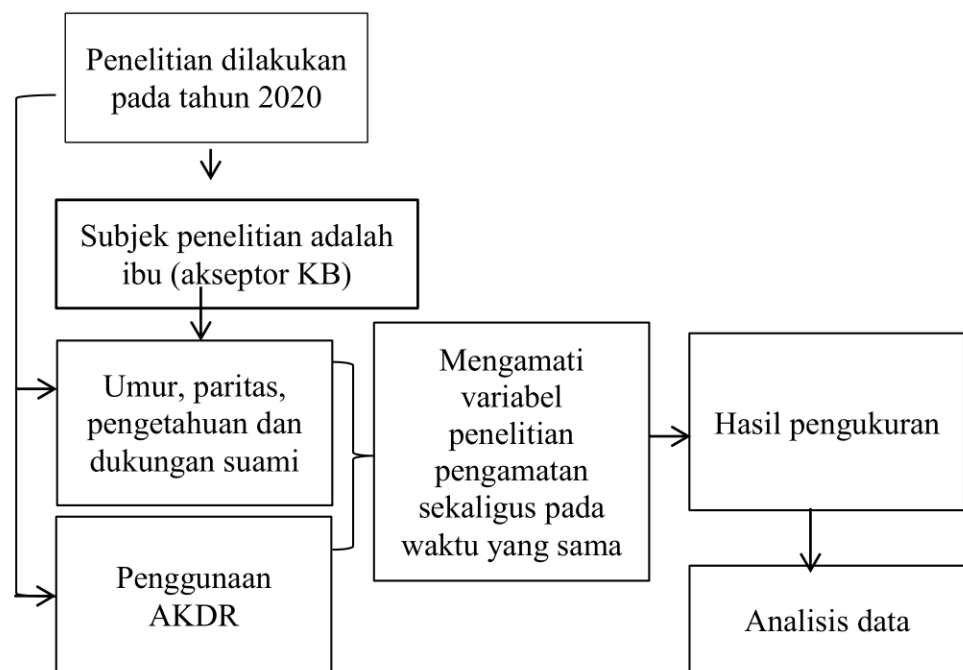 Penelitian dilakukan
pada tahun 2020
Subjek penelitian adalah
ibu (akseptor KB)
Umur, paritas,
pengetahuan dan
dukungan suami
Penggunaan
AKDR
Mengamati
variabel
penelitian
pengamatan
sekaligus pada
waktu yang sama
Hasil pengukuran
Analisis data